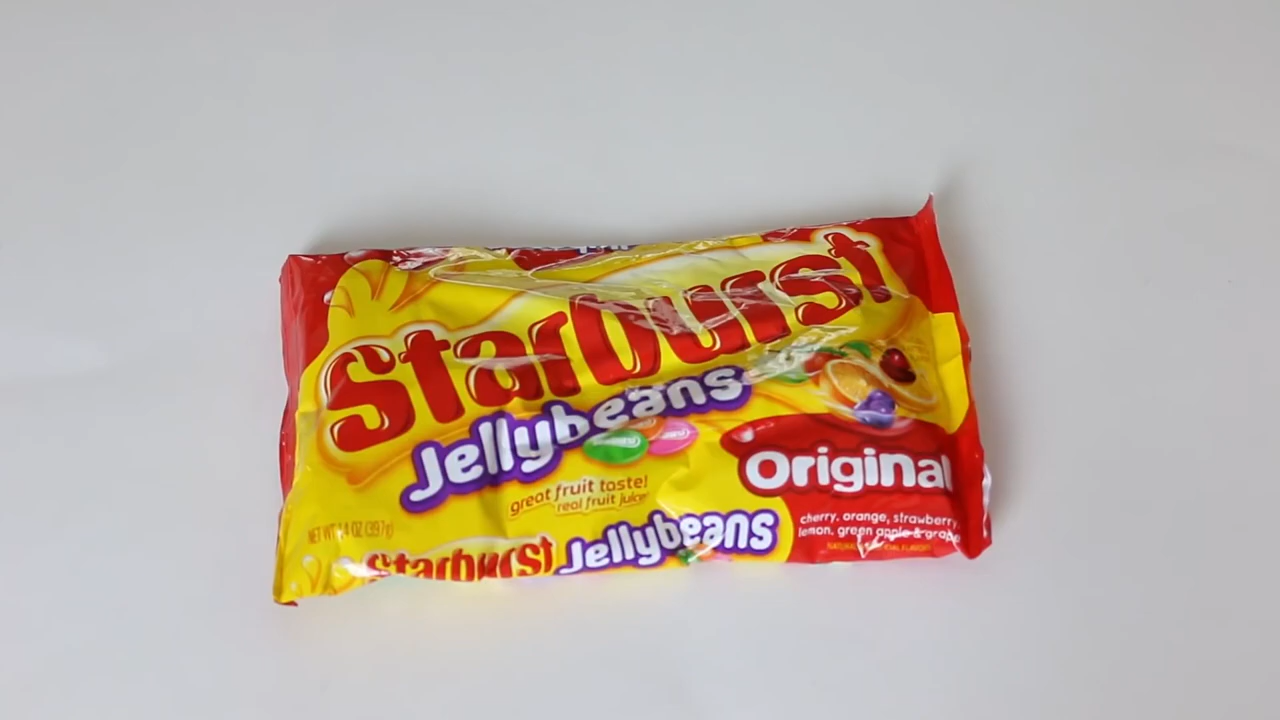 Starburst
Jellybeans
great fruit taste!
real fruit juice
Original
cherry, orange, strawberry,
lemon, green apple & grape
NET WT 14 OZ (397g)
Starburst Jellybeans